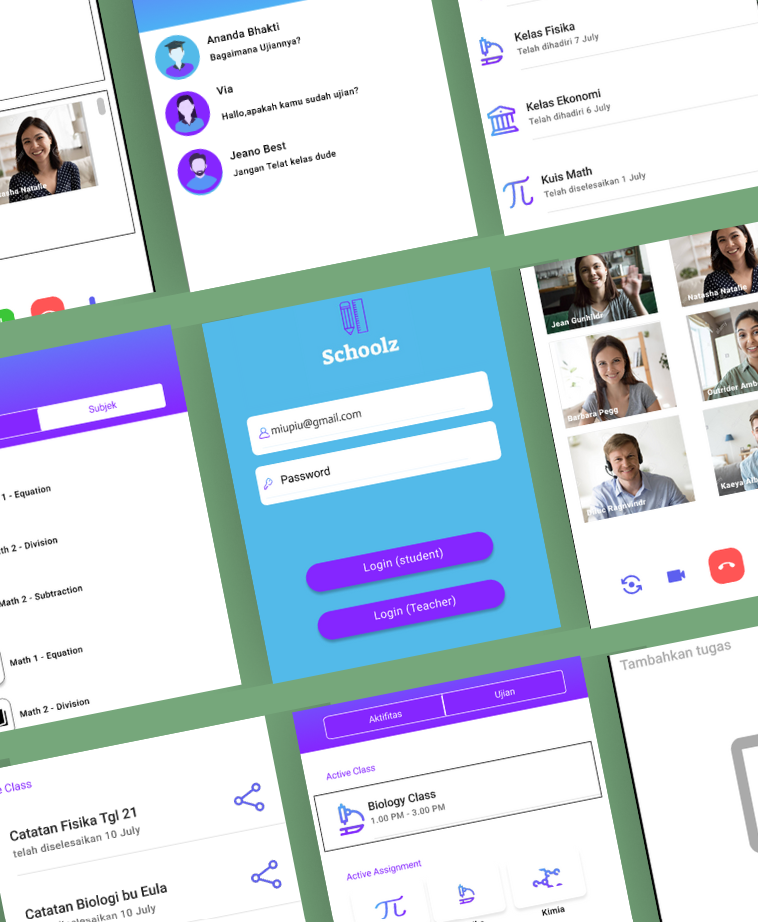 Natasha Natalie
Ananda Bhakti
Bagaimana Ujiannya?
Via
Hallo,apakah kamu sudah ujian?
Jeano Best
Jangan Telat kelas dude
Kelas Fisika
Telah dihadiri 7 July
Kelas Ekonomi
Telah dihadiri 6 July
Kuis Math
Telah diselesaikan 1 July
Subjek
1 - Equation
th 2 - Division
Math 2 - Subtraction
Math 1 - Equation
Math 2 - Division
Schoolz
miupiu@gmail.com
Password
Login (student)
Login (Teacher)
Jean Gunhildr
Natasha Natalie
Barbara Pegg
Outrider Amb
Ragnvindr
Kaeya Alb
Class
Catatan Fisika Tgl 21
telah diselesaikan 10 July
Catatan Biologi bu Eula
telah diselesaikan 10 July
Aktifitas
Ujian
Active Class
Biology Class
1.00 PM - 3.00 PM
Active Assignment
Kimia
Tambahkan tugas